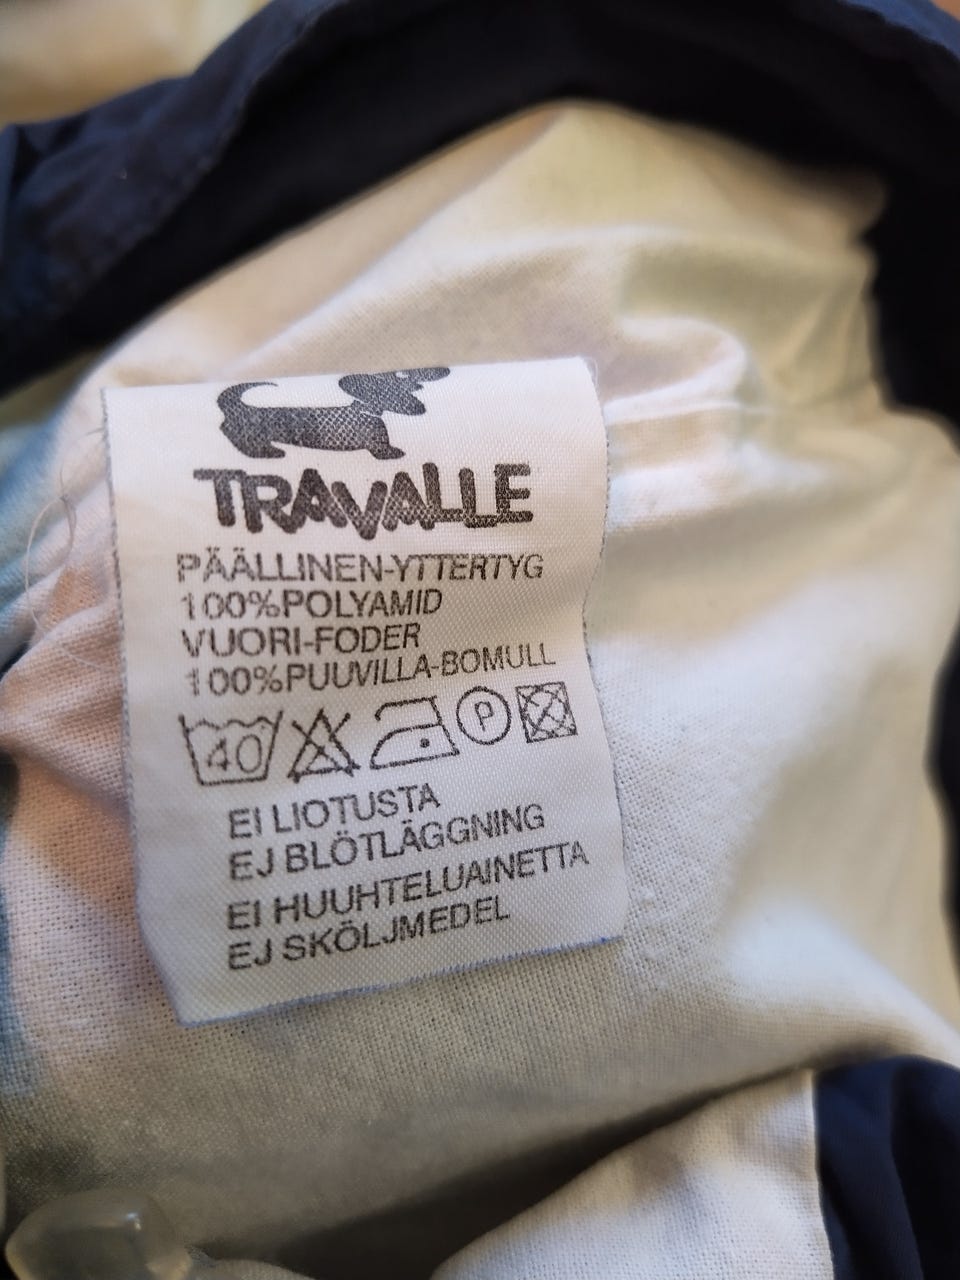 TRAVALLE
PÄÄLLINEN-YTTERTYG
100%POLYAMID
VUORI-FODER
100%PUUVILLA-BOMULL
40 P
EI LIOTUSTA
EJ BLÖTLÄGGNING
EI HUUHTELUAINETTA
EJ SKÖLJMEDEL